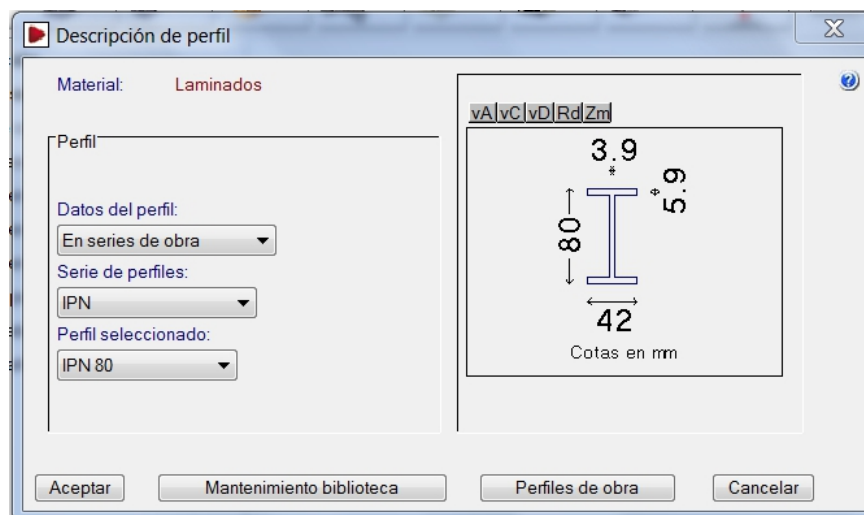 Descripción de perfil
Material: Laminados
Perfil
Datos del perfil:
En series de obra
Serie de perfiles:
IPN
Perfil seleccionado:
IPN 80
vA vC vD Rd Zm
3.9
5.9
80
42
Cotas en mm
Aceptar
Mantenimiento biblioteca
Perfiles de obra
Cancelar